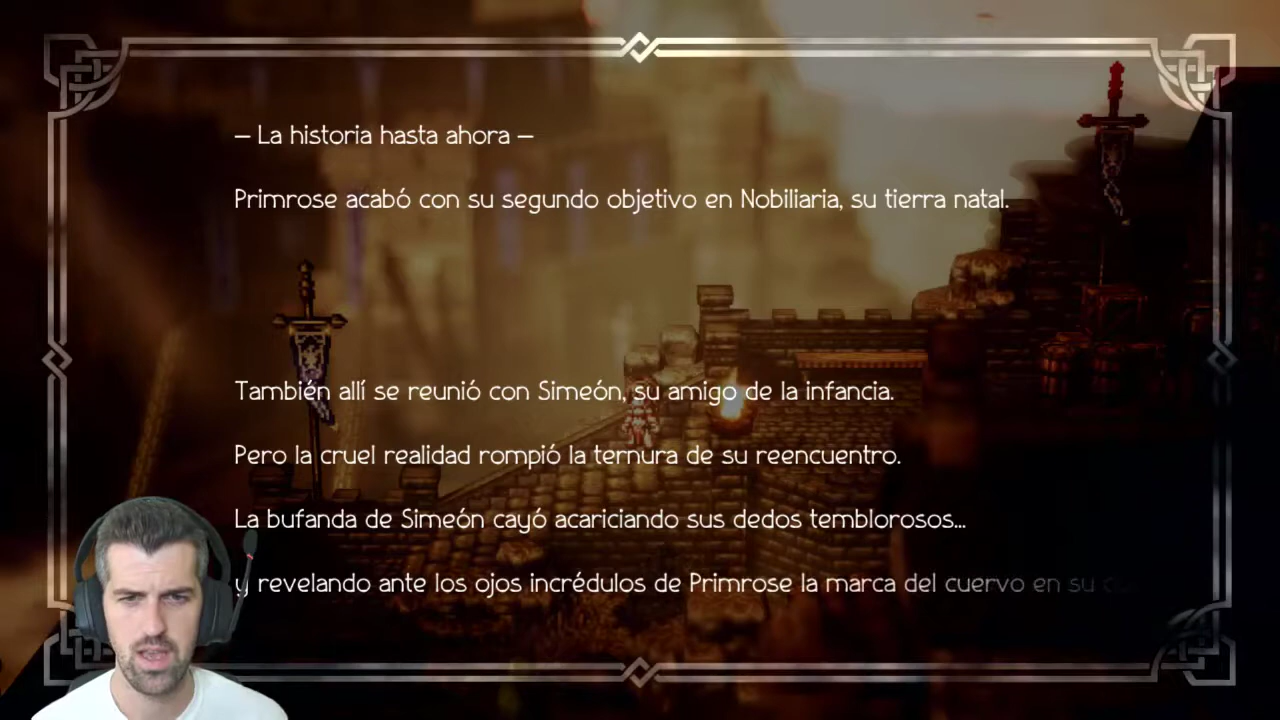 – La historia hasta ahora –
Primrose acabó con su segundo objetivo en Nobiliaria, su tierra natal.
También allí se reunió con Simeón, su amigo de la infancia.
Pero la cruel realidad rompió la ternura de su reencuentro.
La bufanda de Simeón cayó acariciando sus dedos temblorosos...
y revelando ante los ojos incrédulos de Primrose la marca del cuervo en su